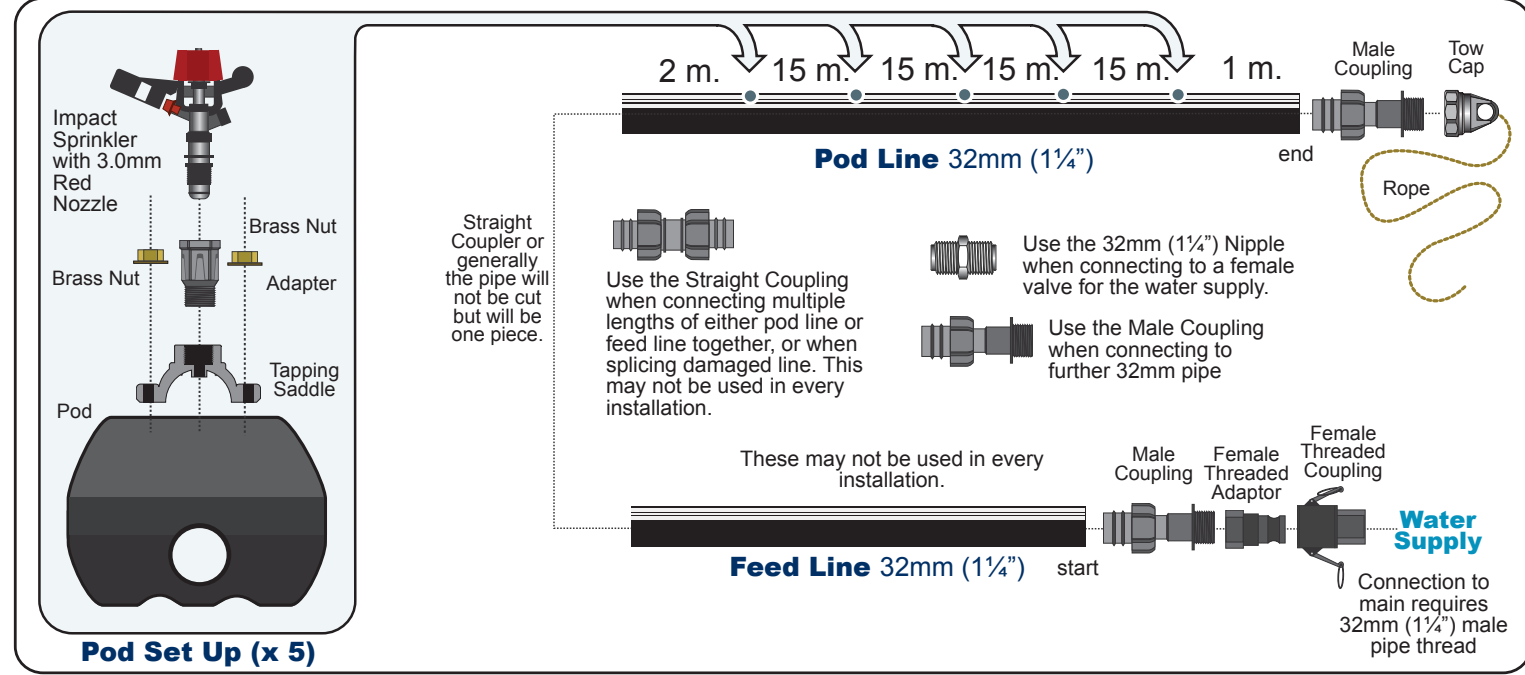 Impact
Sprinkler
with 3.0mm
Red
Nozzle
Brass Nut
Brass Nut
Adapter
Tapping
Saddle
Pod
Pod Set Up (x 5)
2 m. 15 m. 15 m. 15 m. 15 m. 1 m.
Male
Coupling
Tow
Cap
Pod Line 32mm (1¼”)
end
Rope
Straight
Coupler or
generally
the pipe will
not be cut
but will be
one piece.
Use the Straight Coupling
when connecting multiple
lengths of either pod line or
feed line together, or when
splicing damaged line. This
may not be used in every
installation.
Use the 32mm (1¼”) Nipple
when connecting to a female
valve for the water supply.
Use the Male Coupling
when connecting to
further 32mm pipe
These may not be used in every
installation.
Male
Coupling
Female
Threaded
Adaptor
Female
Threaded
Coupling
Water
Supply
Feed Line 32mm (1¼”)
start
Connection to
main requires
32mm (1¼”) male
pipe thread